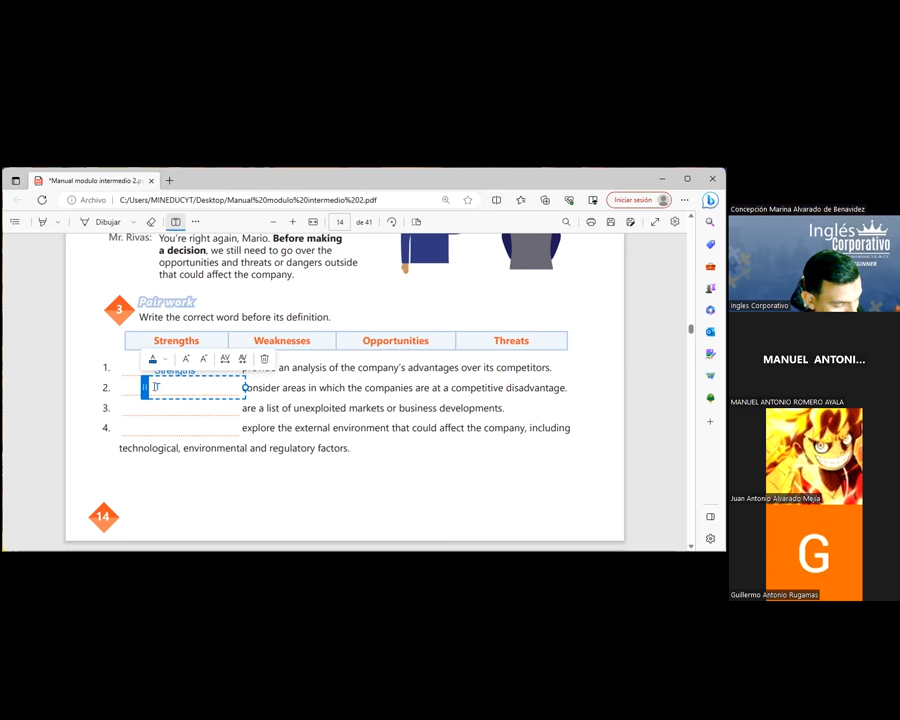 *Manual modulo intermedio 2.pd
Archivo
C:/Users/MINEDUCYT/Desktop/Manual%20modulo%20intermedio%202.pdf
Iniciar sesión
Dibujar
14
de 41
Mr. Rivas: You're right again, Mario. Before making
a decision, we still need to go over the
opportunities and threats or dangers outside
that could affect the company.
3
Pair work
Write the correct word before its definition.
Strengths Weaknesses Opportunities Threats
1. Strengths an analysis of the company's advantages over its competitors.
2. consider areas in which the companies are at a competitive disadvantage.
3. are a list of unexploited markets or business developments.
4. explore the external environment that could affect the company, including
technological, environmental and regulatory factors.
14
Concepción Marina Alvarado de Benavidez
Inglés
Corporativo
Ingles Corporativo
MANUEL ANTONI...
MANUEL ANTONIO ROMERO AYALA
Juan Antonio Alvarado Mejía
G
Guillermo Antonio Rugamas